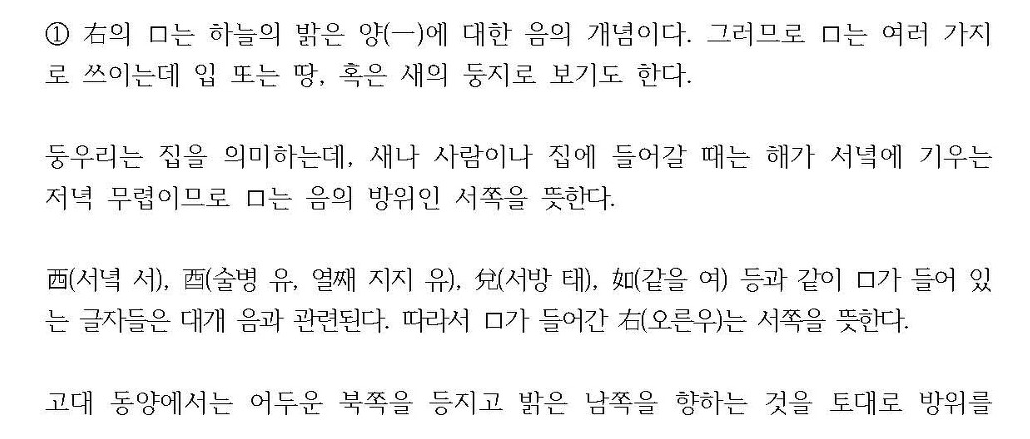 ① 右의 ㅁ는 하늘의 밝은 양(一)에 대한 음의 개념이다. 그러므로 ㅁ는 여러 가지
로 쓰이는데 입 또는 땅, 혹은 새의 둥지로 보기도 한다.
둥우리는 집을 의미하는데, 새나 사람이나 집에 들어갈 때는 해가 서녘에 기우는
저녁 무렵이므로 ㅁ는 음의 방위인 서쪽을 뜻한다.
西(서녘 서), 酉(술병 유, 열째 지지 유), 兌(서방 태), 如(같을 여) 등과 같이 ㅁ가 들어 있
는 글자들은 대개 음과 관련된다. 따라서 ㅁ가 들어간 右(오른우)는 서쪽을 뜻한다.
고대 동양에서는 어두운 북쪽을 등지고 밝은 남쪽을 향하는 것을 토대로 방위를